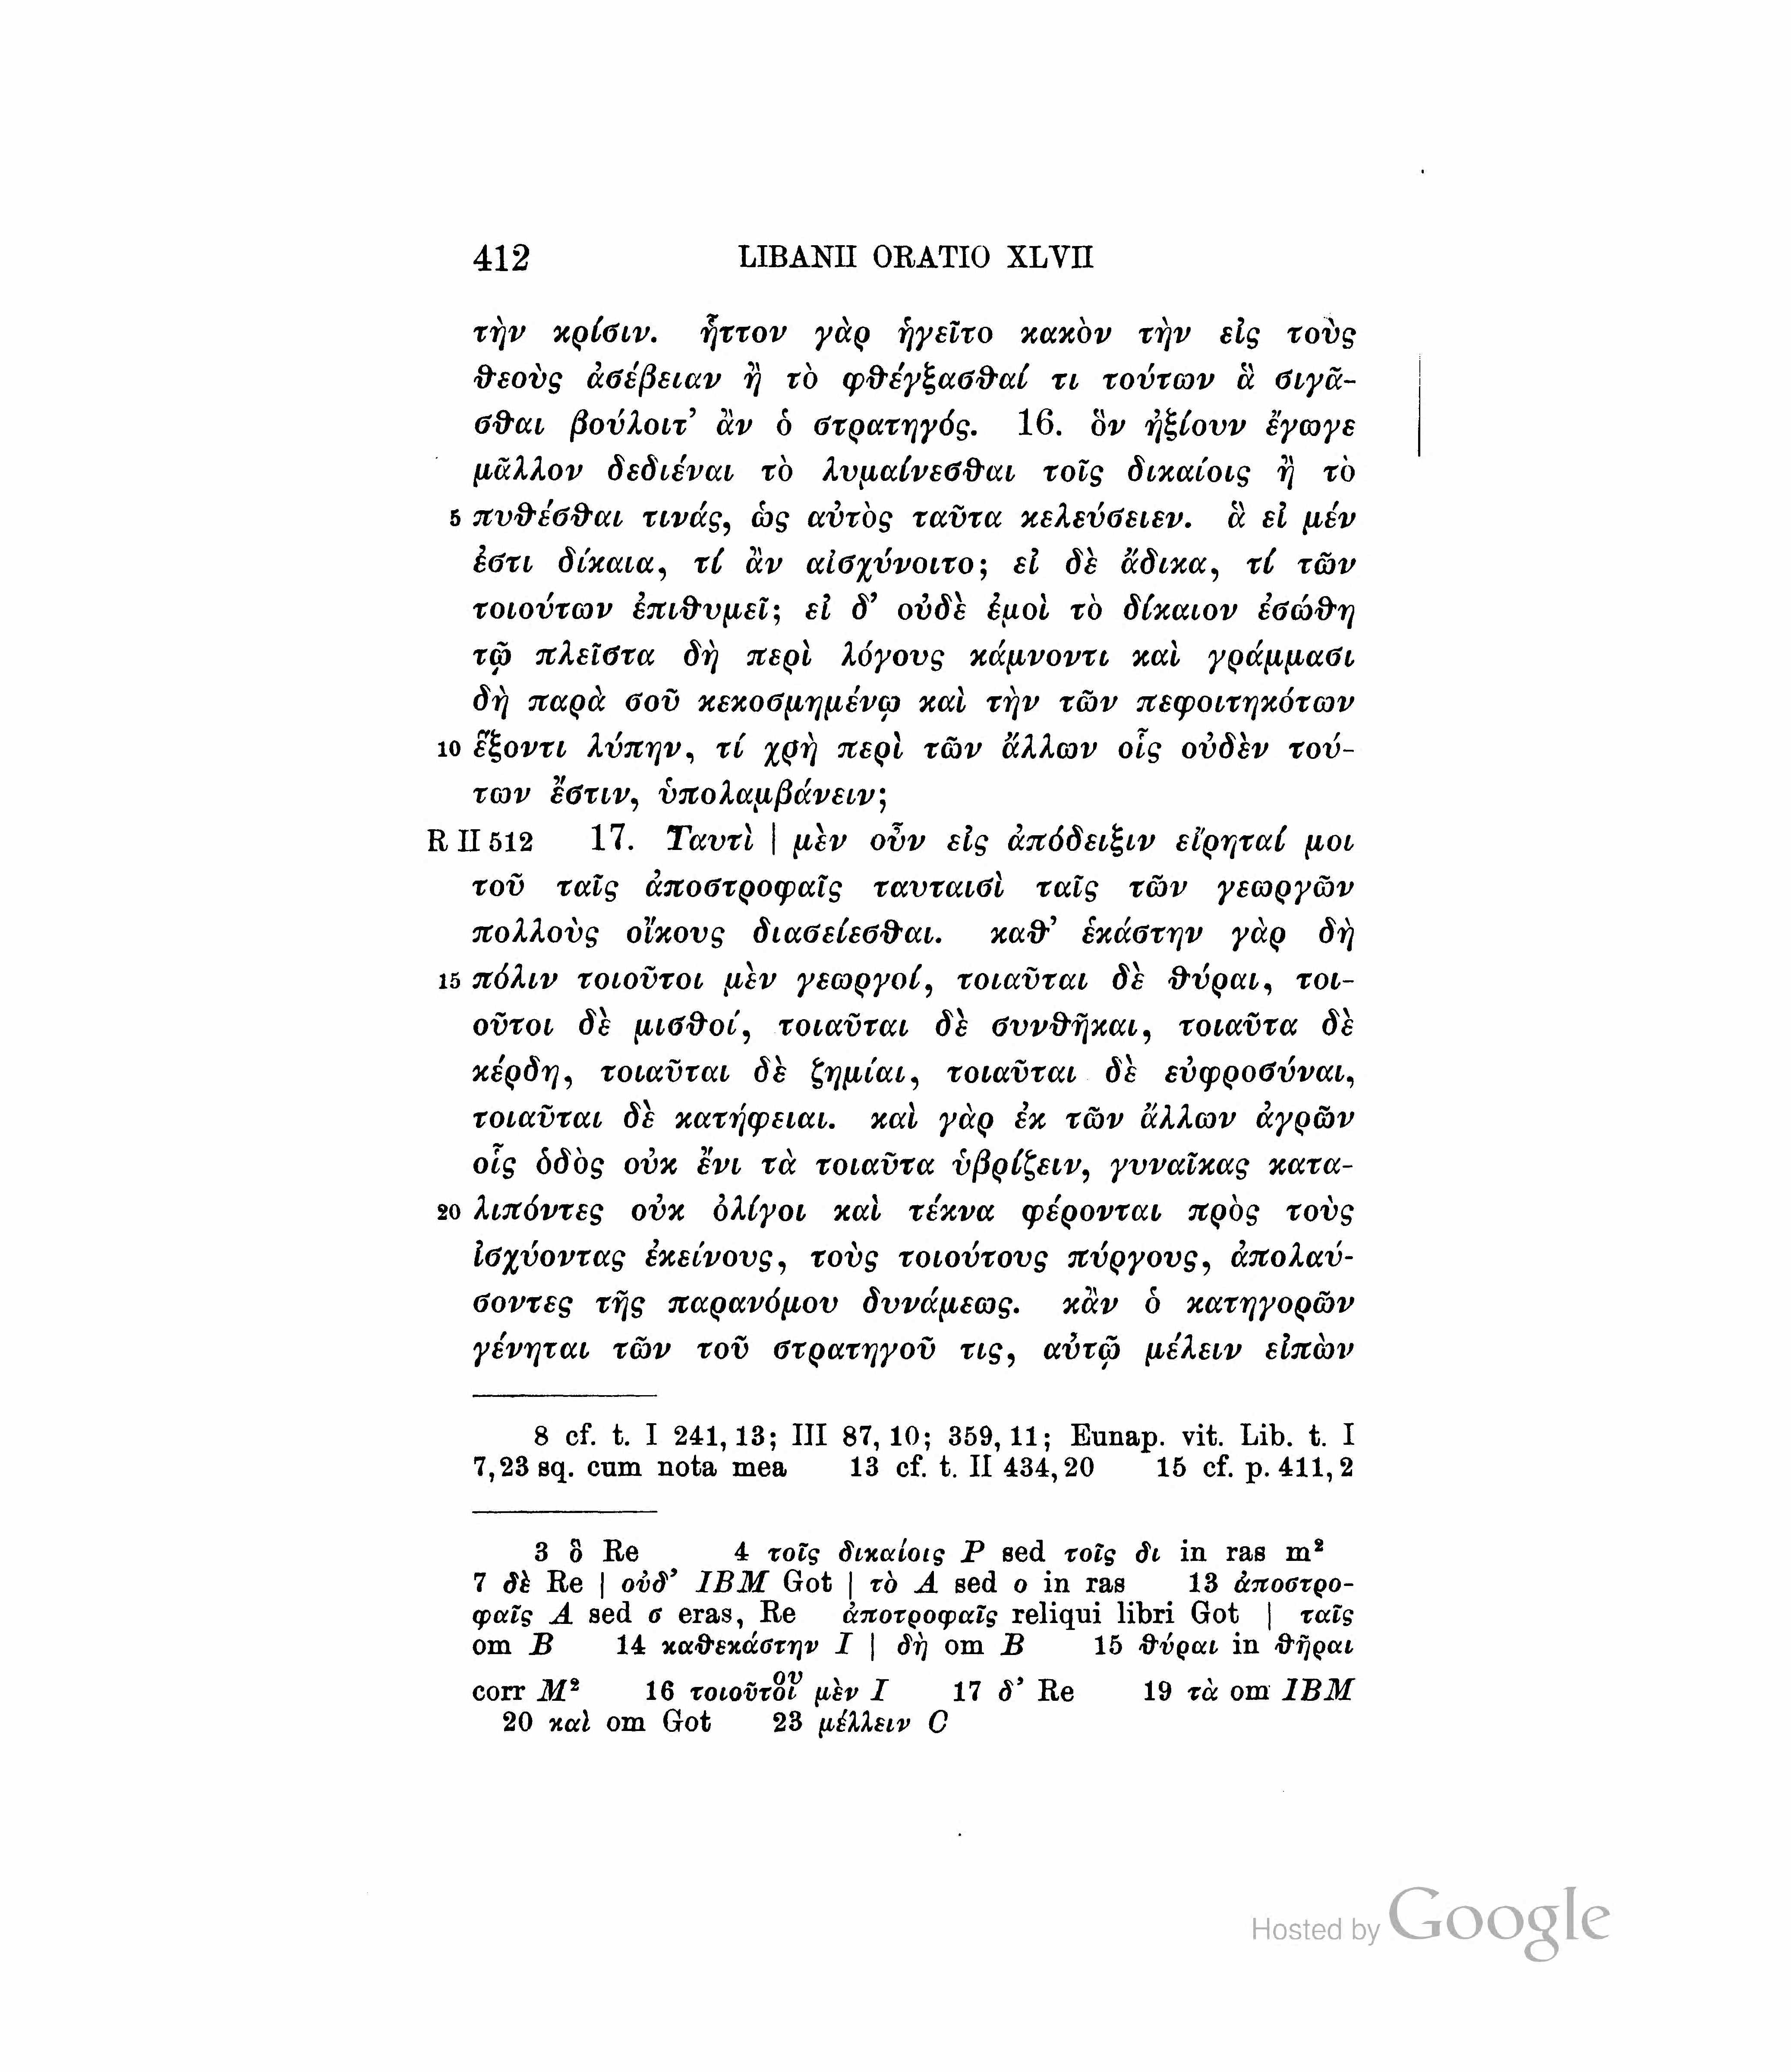 412 LIBANII ORATIO XLVII
τὴν κρίσιν. ἧττον γὰρ ἡγεῖτο κακὸν τὴν εἰς τοὺς
θεοὺς ἀσέβειαν ἢ τὸ φθέγξασθαί τι τούτων ἃ σιγᾶ-
σθαι βούλοιτ’ ἂν ὁ στρατηγός. 16. ὃν ἠξίουν ἔγωγε
μᾶλλον δεδιέναι τὸ λυμαίνεσθαι τοῖς δικαίοις ἢ τὸ
5 πυθέσθαι τινάς, ὡς αὐτὸς ταῦτα κελεύσειεν. ἃ εἰ μέν
ἐστι δίκαια, τί ἂν αἰσχύνοιτο; εἰ δὲ ἄδικα, τί τῶν
τοιούτων ἐπιθυμεῖ; εἰ δ’ οὐδὲ ἐμοὶ τὸ δίκαιον ἐσώθη
τῷ πλεῖστα δὴ περὶ λόγους κάμνοντι καὶ γράμμασι
δὴ παρὰ σοῦ κεκοσμημένῳ καὶ τὴν τῶν πεφοιτηκότων
10 ἕξοντι λύπην, τί χρὴ περὶ τῶν ἄλλων οἷς οὐδὲν τού-
των ἔστιν, ὑπολαμβάνειν;
R II 512 17. Ταυτὶ | μὲν οὖν εἰς ἀπόδειξιν εἴρηταί μοι
τοῦ ταῖς ἀποστροφαῖς ταυταισὶ ταῖς τῶν γεωργῶν
πολλοὺς οἴκους διασείεσθαι. καθ’ ἑκάστην γὰρ δὴ
15 πόλιν τοιοῦτοι μὲν γεωργοί, τοιαῦται δὲ θύραι, τοι-
οῦτοι δὲ μισθοί, τοιαῦται δὲ συνθῆκαι, τοιαῦτα δὲ
κέρδη, τοιαῦται δὲ ζημίαι, τοιαῦται δὲ εὐφροσύναι,
τοιαῦται δὲ κατήφειαι. καὶ γὰρ ἐκ τῶν ἄλλων ἀγρῶν
οἷς ὁδὸς οὐκ ἔνι τὰ τοιαῦτα ὑβρίζειν, γυναῖκας κατα-
20 λιπόντες οὐκ ὀλίγοι καὶ τέκνα φέρονται πρὸς τοὺς
ἰσχύοντας ἐκείνους, τοὺς τοιούτους πύργους, ἀπολαύ-
σοντες τῆς παρανόμου δυνάμεως. κἂν ὁ κατηγορῶν
γένηται τῶν τοῦ στρατηγοῦ τις, αὐτῷ μέλειν εἰπὼν
8 cf. t. I 241, 13; III 87, 10; 359, 11; Eunap. vit. Lib. t. I
7, 23 sq. cum nota mea 13 cf. t. II 434, 20 15 cf. p. 411, 2
3 ὃ Re 4 τοῖς δικαίοις P sed τοῖς δι in ras m²
7 δὲ Re | οὐδ’ IBM Got | τὸ A sed ο in ras 13 ἀποστρο-
φαῖς A sed σ eras, Re ἀποτροφαῖς reliqui libri Got | ταῖς
om B 14 καθεκάστην I | δὴ om B 15 θύραι in θῆραι
corr M² 16 τοιοῦτοι ου μὲν I 17 δ’ Re 19 τὰ om IBM
20 καὶ om Got 23 μέλλειν C
Hosted by Google